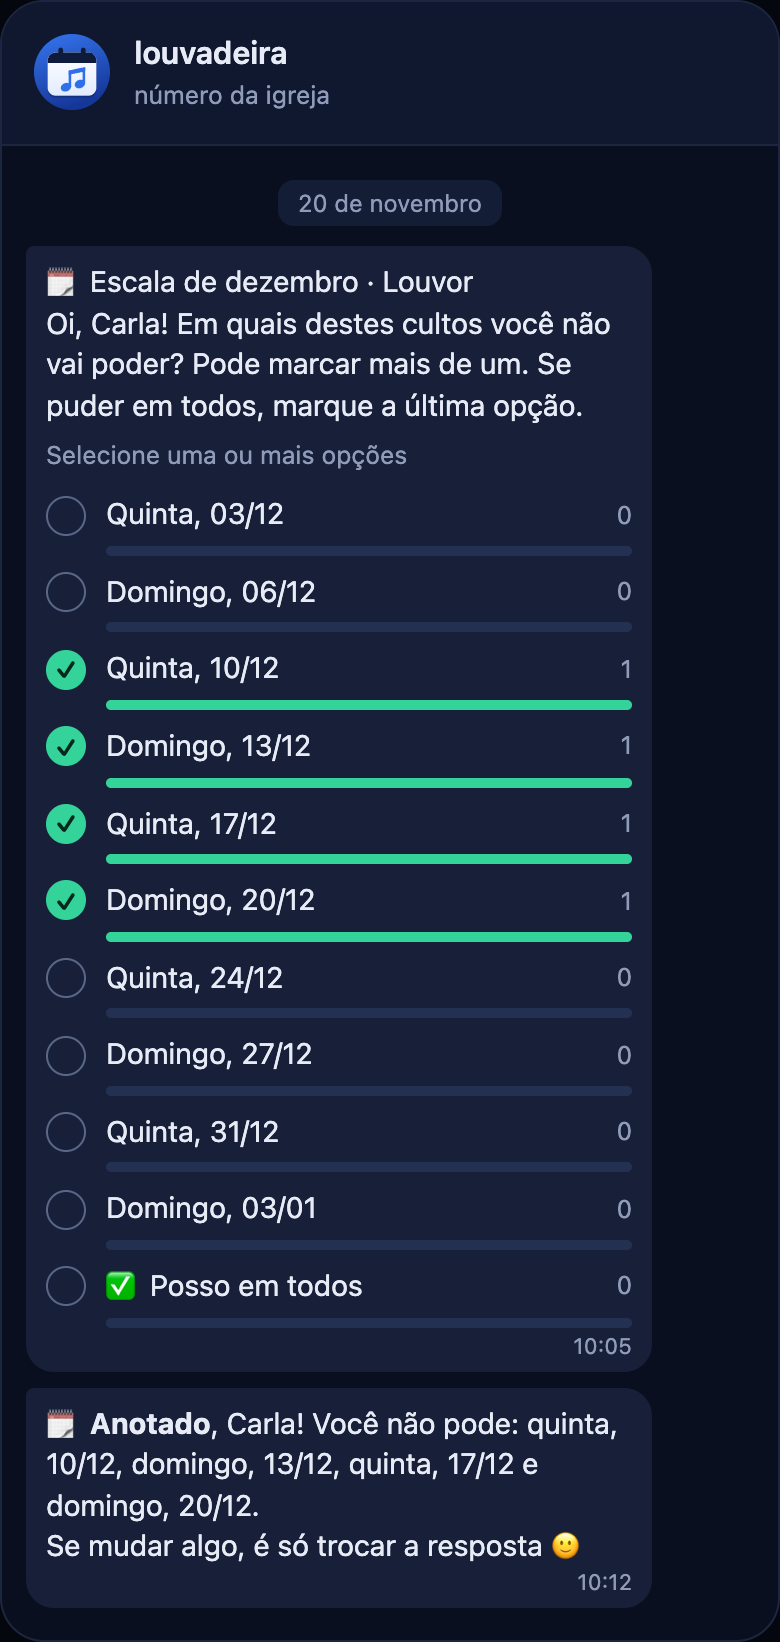 louvadeira
número da igreja
20 de novembro
🗓️ Escala de dezembro · Louvor
Oi, Carla! Em quais destes cultos você não
vai poder? Pode marcar mais de um. Se
puder em todos, marque a última opção.
Selecione uma ou mais opções
Quinta, 03/12 0
Domingo, 06/12 0
Quinta, 10/12 1
Domingo, 13/12 1
Quinta, 17/12 1
Domingo, 20/12 1
Quinta, 24/12 0
Domingo, 27/12 0
Quinta, 31/12 0
Domingo, 03/01 0
✅ Posso em todos 0
10:05
🗓️ Anotado, Carla! Você não pode: quinta,
10/12, domingo, 13/12, quinta, 17/12 e
domingo, 20/12.
Se mudar algo, é só trocar a resposta 🙂
10:12